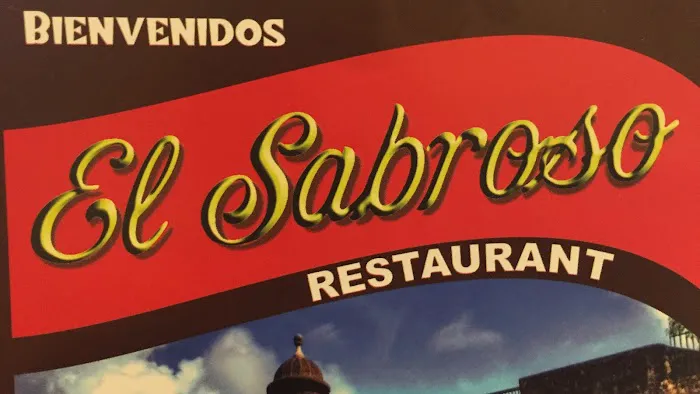 BIENVENIDOS
El Sabroso
RESTAURANT